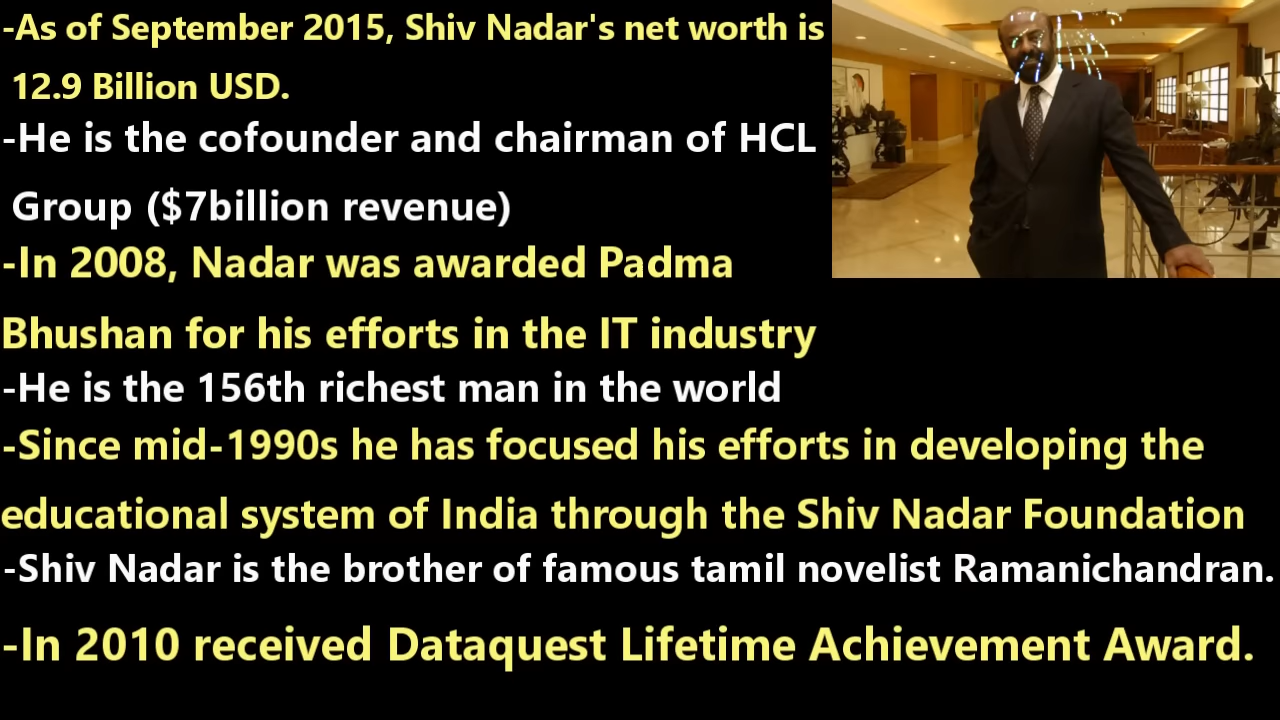 -As of September 2015, Shiv Nadar's net worth is
12.9 Billion USD.
-He is the cofounder and chairman of HCL
Group ($7billion revenue)
-In 2008, Nadar was awarded Padma
Bhushan for his efforts in the IT industry
-He is the 156th richest man in the world
-Since mid-1990s he has focused his efforts in developing the
educational system of India through the Shiv Nadar Foundation
-Shiv Nadar is the brother of famous tamil novelist Ramanichandran.
-In 2010 received Dataquest Lifetime Achievement Award.